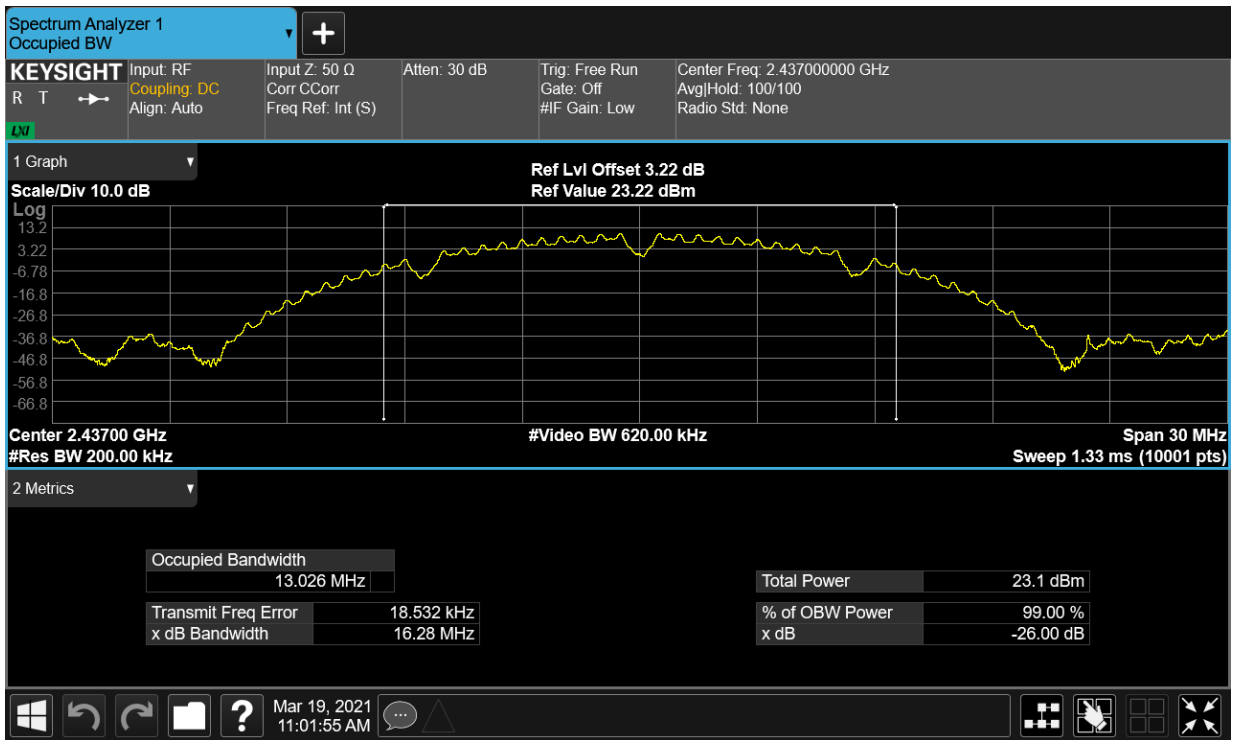 Spectrum Analyzer 1
Occupied BW
KEYSIGHT
R T
LXI
Input: RF
Coupling: DC
Align: Auto
Input Z: 50 Ω
Corr CCorr
Freq Ref: Int (S)
Atten: 30 dB
Trig: Free Run
Gate: Off
#IF Gain: Low
Center Freq: 2.437000000 GHz
Avg|Hold: 100/100
Radio Std: None
1 Graph
Scale/Div 10.0 dB
Ref Lvl Offset 3.22 dB
Ref Value 23.22 dBm
Log
13.2
3.22
-6.78
-16.8
-26.8
-36.8
-46.8
-56.8
-66.8
Center 2.43700 GHz
#Video BW 620.00 kHz
Span 30 MHz
#Res BW 200.00 kHz
Sweep 1.33 ms (10001 pts)
2 Metrics
Occupied Bandwidth
13.026 MHz
Total Power 23.1 dBm
Transmit Freq Error 18.532 kHz
% of OBW Power 99.00 %
x dB Bandwidth 16.28 MHz
x dB -26.00 dB
?
Mar 19, 2021
11:01:55 AM